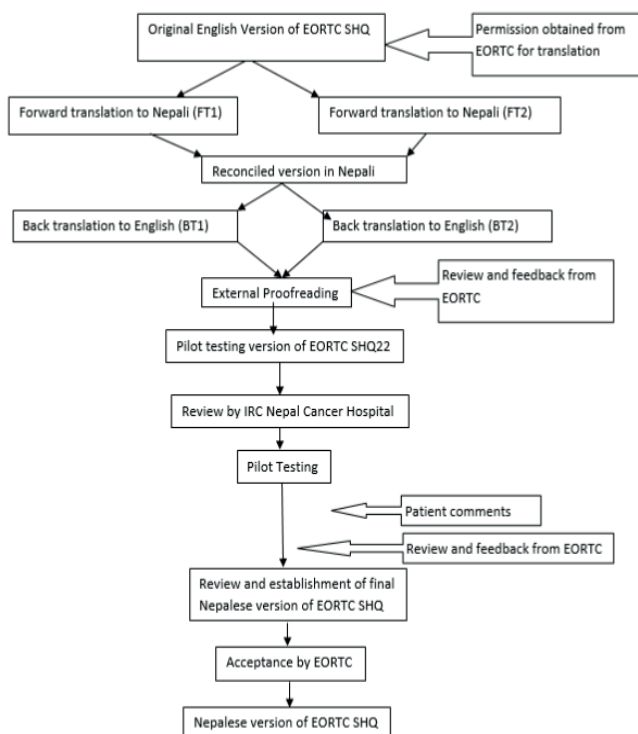 Original English Version of EORTC SHQ
Permission obtained from
EORTC for translation
Forward translation to Nepali (FT1)
Forward translation to Nepali (FT2)
Reconciled version in Nepali
Back translation to English (BT1)
Back translation to English (BT2)
External Proofreading
Review and feedback from
EORTC
Pilot testing version of EORTC SHQ22
Review by IRC Nepal Cancer Hospital
Pilot Testing
Patient comments
Review and feedback from EORTC
Review and establishment of final
Nepalese version of EORTC SHQ
Acceptance by EORTC
Nepalese version of EORTC SHQ